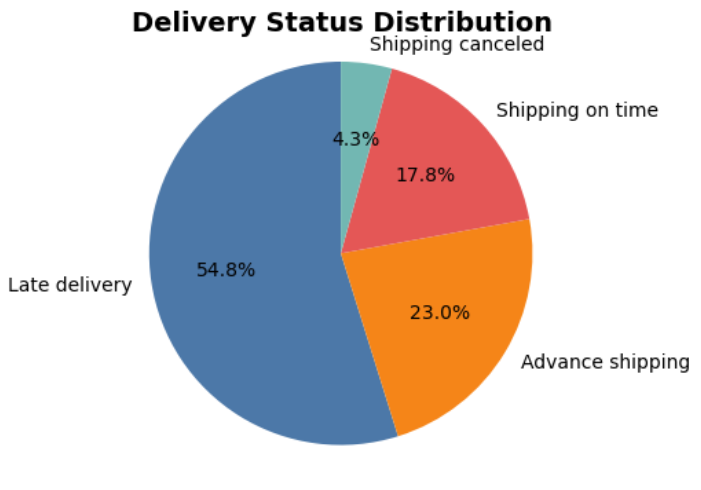 Delivery Status Distribution
Shipping canceled
Shipping on time
4.3%
17.8%
54.8%
Late delivery
23.0%
Advance shipping